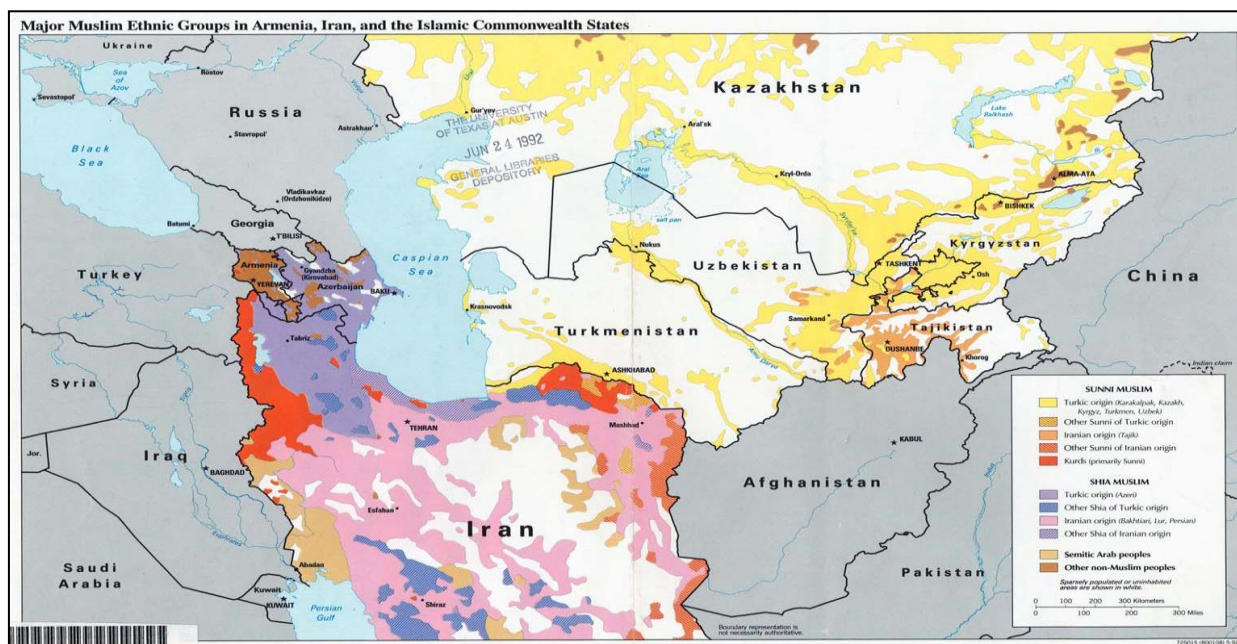 Major Muslim Ethnic Groups in Armenia, Iran, and the Islamic Commonwealth States
Ukraine
Sea
of
Azov
Rostov
Sevastopol'
Russia
Stavropol'
Astrakhan'
Gur'yev
Ural
THE UNIVERSITY
OF TEXAS AT AUSTIN
JUN 24 1992
GENERAL LIBRARIES
DEPOSITORY
Kazakhstan
Aral'sk
Aral
Sea
salt pan
Kzyl-Orda
Syrdar'ya
Lake
Balkhash
ALMA-ATA
BISHKEK
Kyrgyzstan
Osh
China
Black
Sea
Vladikavkaz
(Ordzhonikidze)
Georgia
Batumi
T'BILISI
Armenia
YEREVAN
Gyandzha
(Kirovabad)
Azerbaijan
BAKU
Caspian
Sea
Krasnovodsk
Nukus
Uzbekistan
TASHKENT
Samarkand
Turkmenistan
Amu Darya
ASHKHABAD
Tajikistan
DUSHANBE
Khorog
Turkey
Tabriz
Syria
Jor.
Iraq
BAGHDAD
Euphrates
TEHRAN
Mashhad
Esfahan
Iran
Abadan
Shiraz
Saudi
Arabia
Kuwait
KUWAIT
Persian
Gulf
Afghanistan
KABUL
Indus
Pakistan
Indian claim
SUNNI MUSLIM
Turkic origin (Karakalpak, Kazakh,
Kyrgyz, Turkmen, Uzbek)
Other Sunni of Turkic origin
Iranian origin (Tajik)
Other Sunni of Iranian origin
Kurds (primarily Sunni)
SHIA MUSLIM
Turkic origin (Azeri)
Other Shia of Turkic origin
Iranian origin (Bakhtiari, Lur, Persian)
Other Shia of Iranian origin
Semitic Arab peoples
Other non-Muslim peoples
Sparsely populated or uninhabited
areas are shown in white.
0 100 200 300 Kilometers
0 100 200 300 Miles
Boundary representation is
not necessarily authoritative.